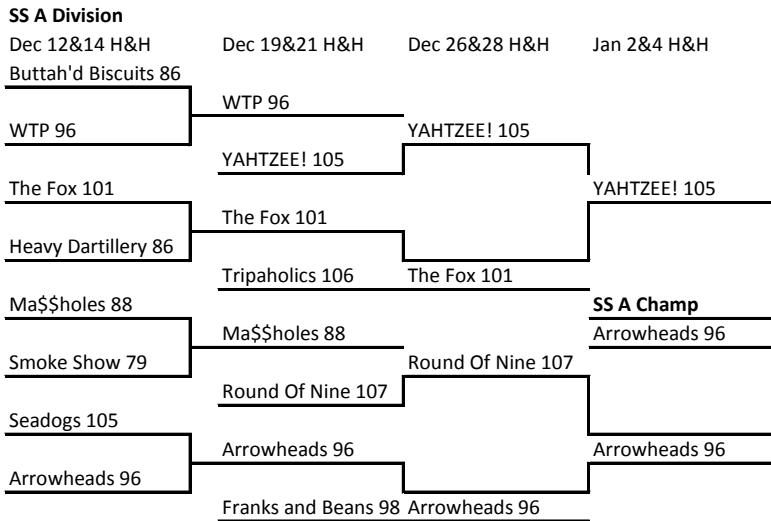 SS A Division
Dec 12&14 H&H Dec 19&21 H&H Dec 26&28 H&H Jan 2&4 H&H
Buttah'd Biscuits 86
WTP 96
WTP 96 YAHTZEE! 105
YAHTZEE! 105
The Fox 101 YAHTZEE! 105
The Fox 101
Heavy Dartillery 86
Tripaholics 106 The Fox 101
Ma$$holes 88 SS A Champ
Ma$$holes 88 Arrowheads 96
Smoke Show 79 Round Of Nine 107
Round Of Nine 107
Seadogs 105
Arrowheads 96 Arrowheads 96
Arrowheads 96
Franks and Beans 98 Arrowheads 96